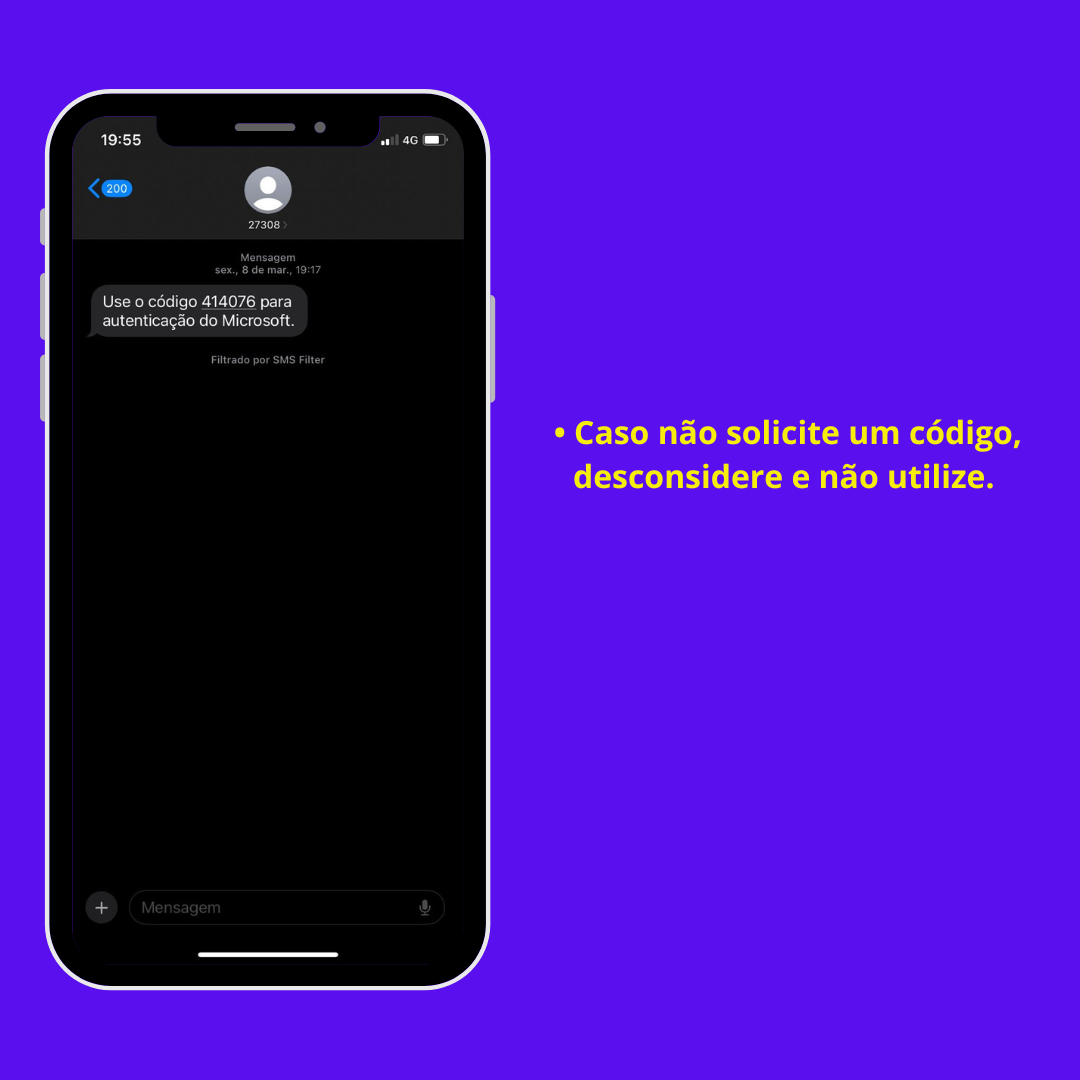 19:55
4G
200
27308
Mensagem
sex., 8 de mar., 19:17
Use o código 414076 para
autenticação do Microsoft.
Filtrado por SMS Filter
• Caso não solicite um código,
desconsidere e não utilize.
Mensagem